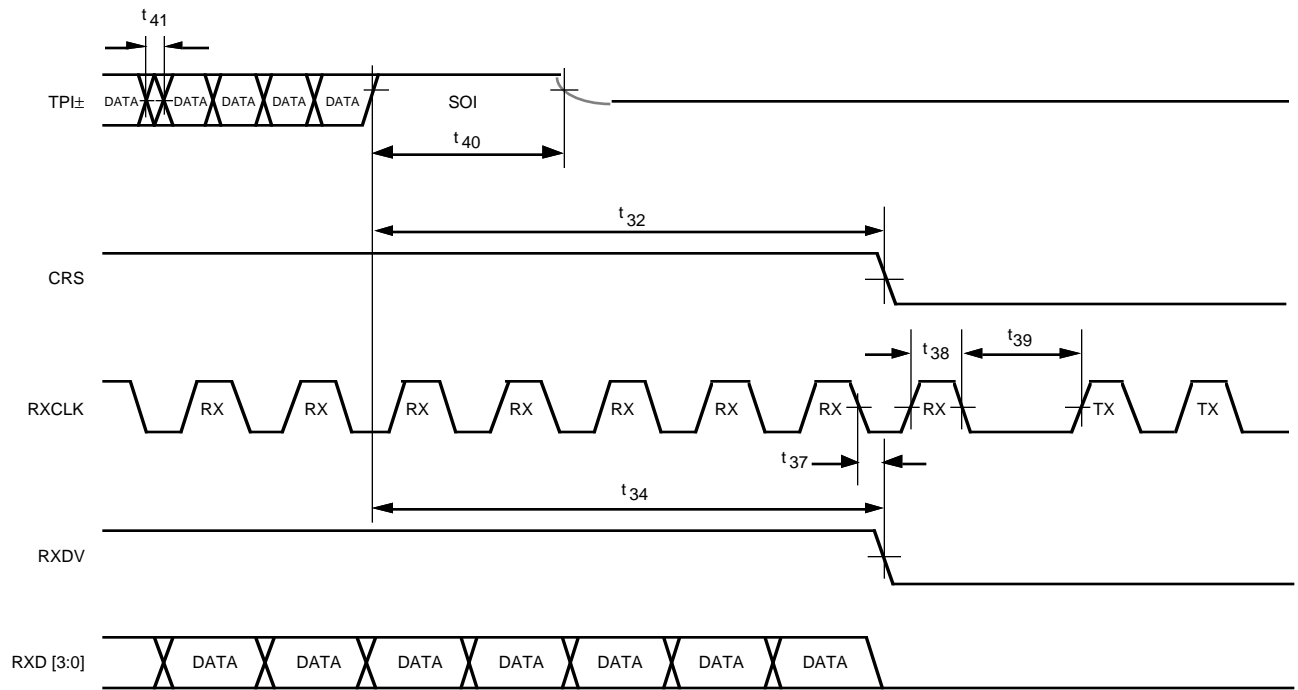 t41
TPI± DATA DATA DATA DATA DATA SOI
t40
t32
CRS
t38 t39
RXCLK RX RX RX RX RX RX RX RX TX TX
t37
t34
RXDV
RXD [3:0] DATA DATA DATA DATA DATA DATA DATA